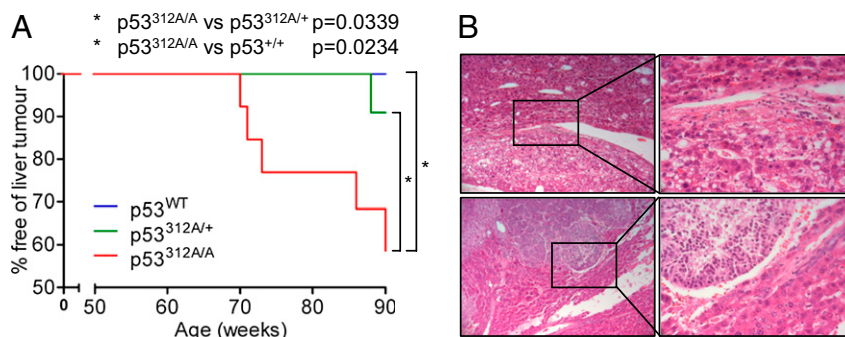 A
* p53312A/A vs p53312A/+ p=0.0339
* p53312A/A vs p53+/+ p=0.0234
B
100
90
80
70
60
50
% free of liver tumour
p53WT
p53312A/+
p53312A/A
*
*
0 50 60 70 80 90
Age (weeks)